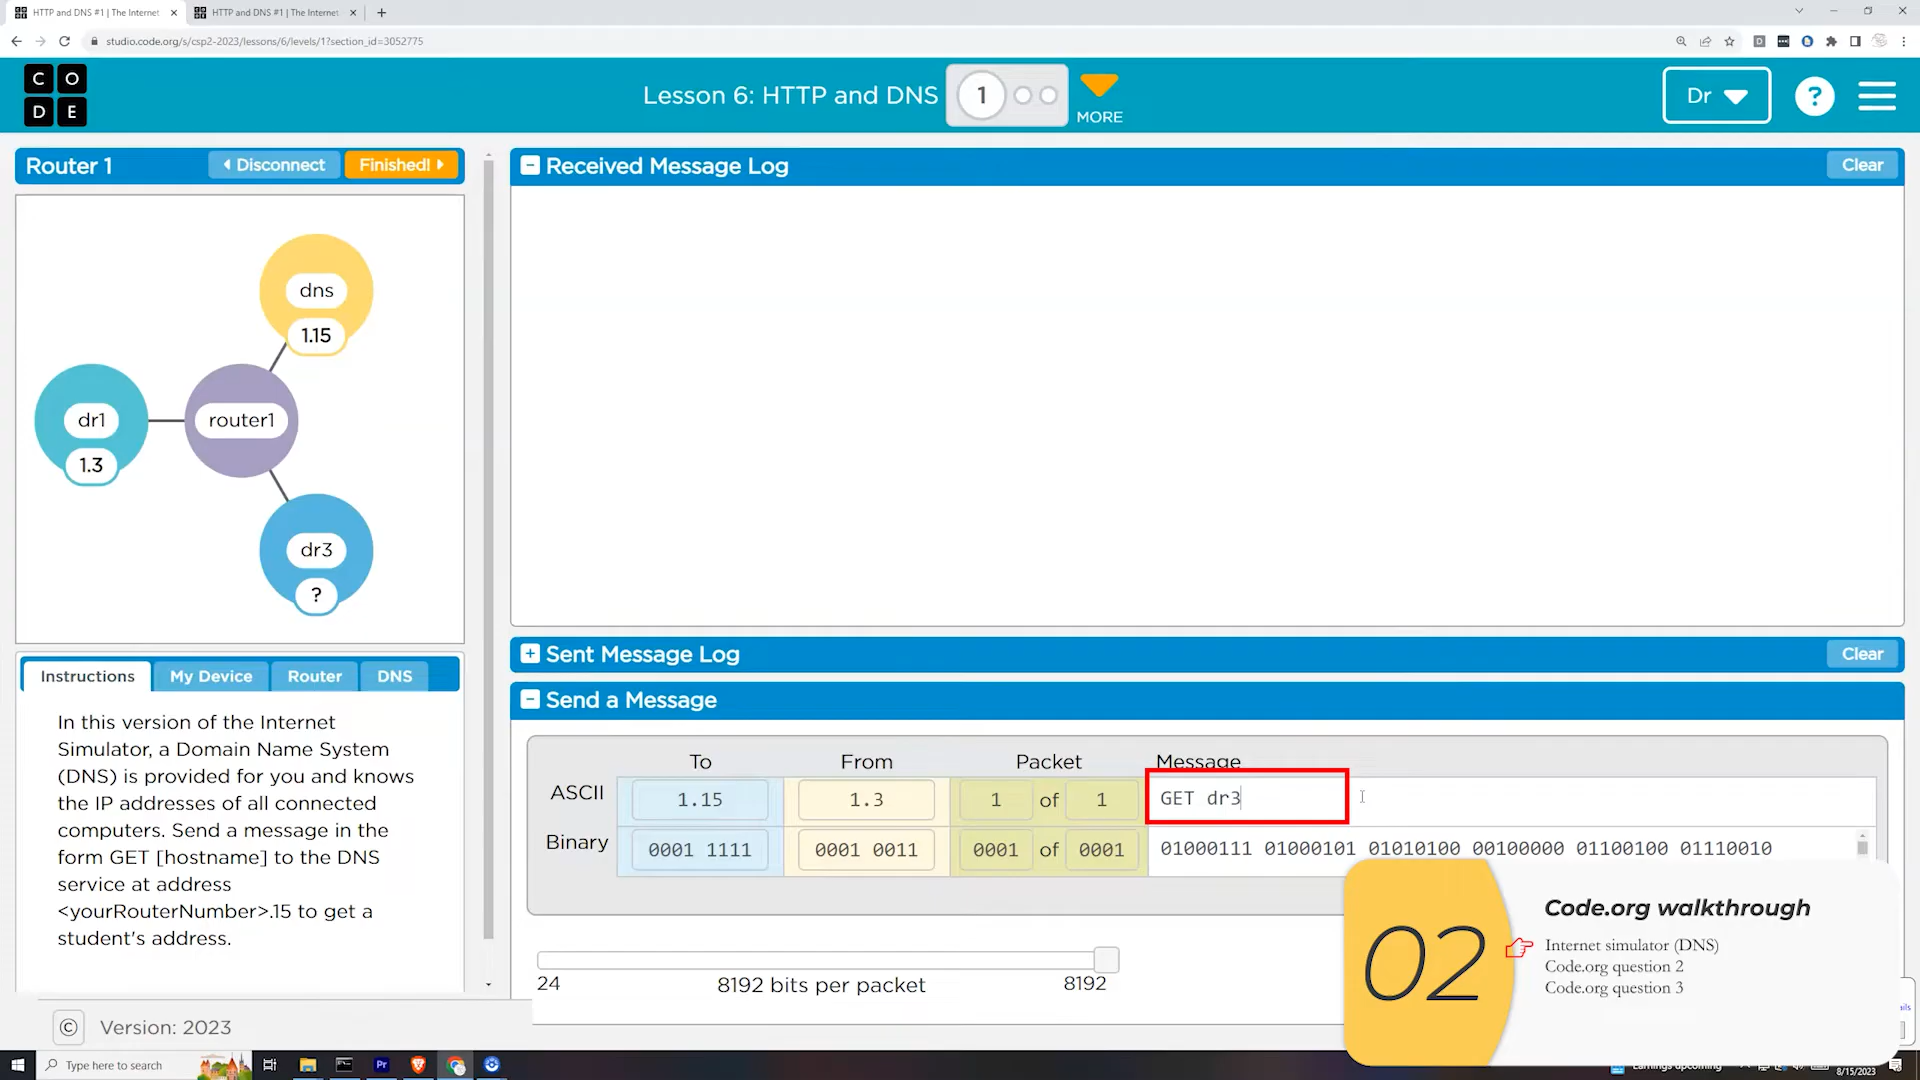 HTTP and DNS #1 | The Internet
HTTP and DNS #1 | The Internet
studio.code.org/s/csp2-2023/lessons/6/levels/1?section_id=3052775
C O
D E
Lesson 6: HTTP and DNS
1
MORE
Dr
?
Router 1
Disconnect
Finished!
dns
1.15
dr1
1.3
router1
dr3
?
Instructions
My Device
Router
DNS
In this version of the Internet
Simulator, a Domain Name System
(DNS) is provided for you and knows
the IP addresses of all connected
computers. Send a message in the
form GET [hostname] to the DNS
service at address
<yourRouterNumber>.15 to get a
student's address.
Received Message Log
Clear
Sent Message Log
Clear
Send a Message
To From Packet Message
ASCII 1.15 1.3 1 of 1 GET dr3
Binary 0001 1111 0001 0011 0001 of 0001 01000111 01000101 01010100 00100000 01100100 01110010
24 8192 bits per packet 8192
02
Code.org walkthrough
Internet simulator (DNS)
Code.org question 2
Code.org question 3
© Version: 2023
Type here to search
Pr
8/15/2023